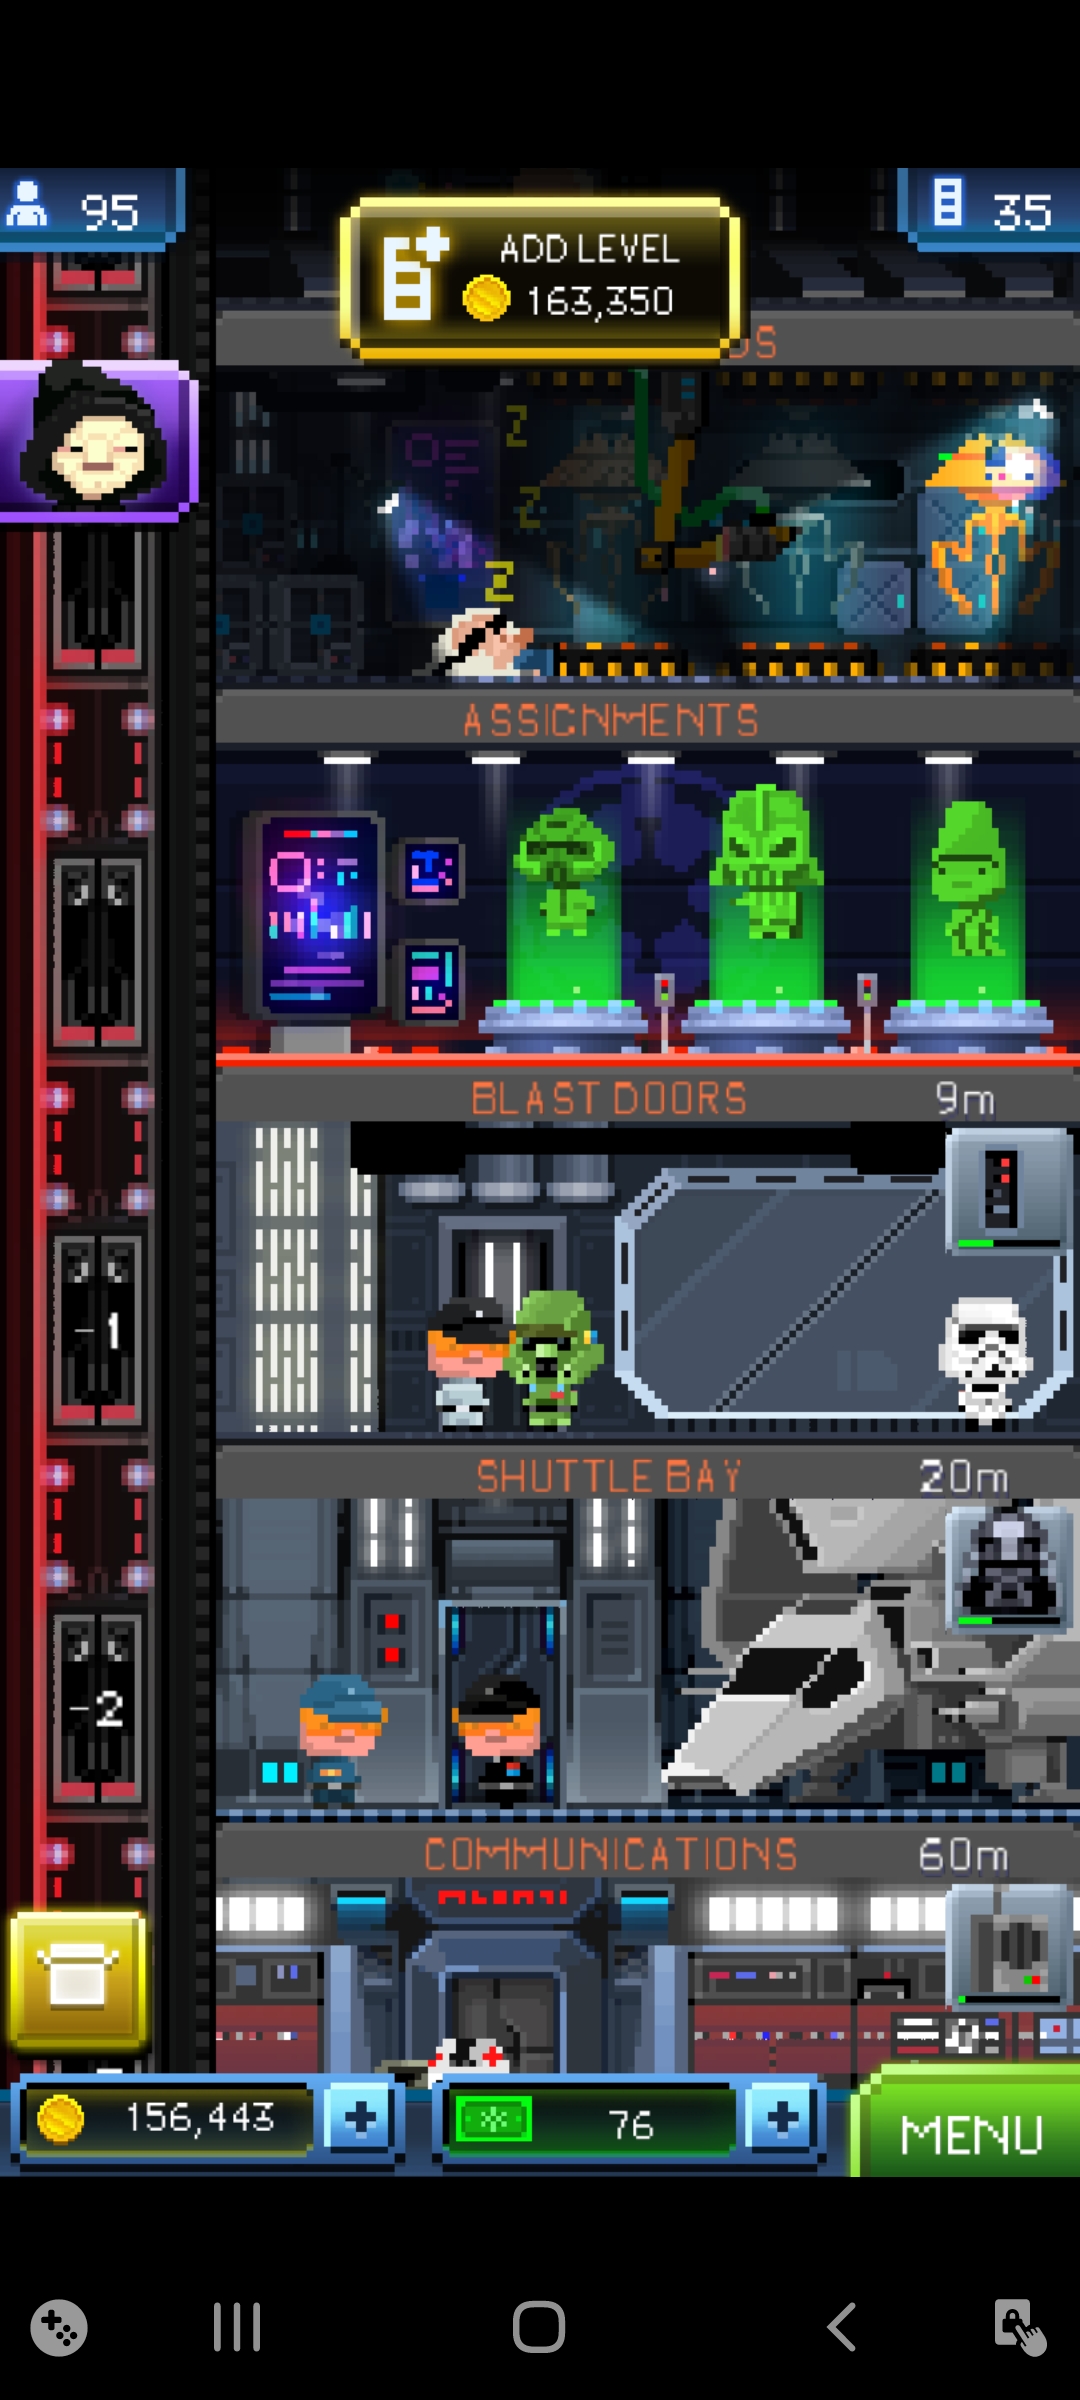 95
ADD LEVEL
163,350
35
DS
Z
Z
Z
ASSIGNMENTS
BLAST DOORS 9m
-1
SHUTTLE BAY 20m
-2
COMMUNICATIONS 60m
156,443
76
MENU